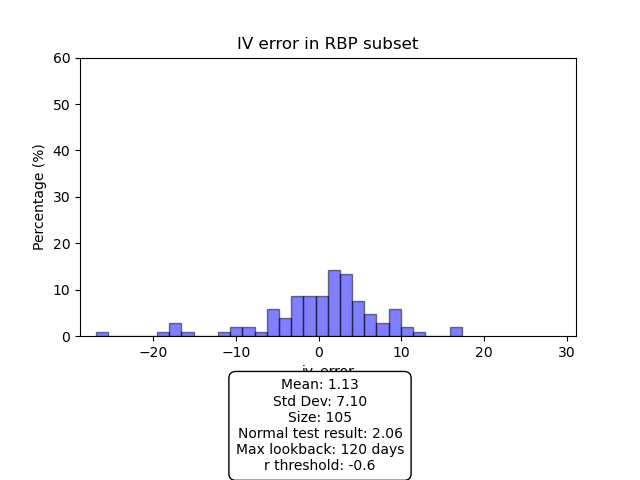 IV error in RBP subset
60
50
40
30
20
10
0
Percentage (%)
−20
−10
0
10
20
30
iv_error
Mean: 1.13
Std Dev: 7.10
Size: 105
Normal test result: 2.06
Max lookback: 120 days
r threshold: -0.6